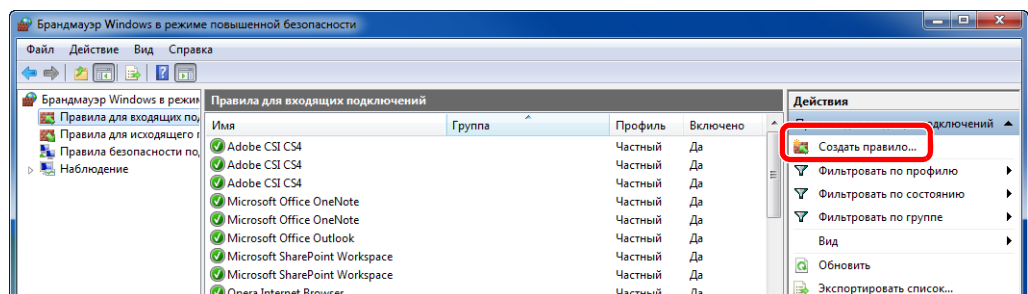 Брандмауэр Windows в режиме повышенной безопасности
Файл Действие Вид Справка
Брандмауэр Windows в режим
Правила для входящих по
Правила для исходящего
Правила безопасности по
Наблюдение
Правила для входящих подключений
Имя Группа Профиль Включено
Adobe CSI CS4 Частный Да
Adobe CSI CS4 Частный Да
Adobe CSI CS4 Частный Да
Microsoft Office OneNote Частный Да
Microsoft Office OneNote Частный Да
Microsoft Office Outlook Частный Да
Microsoft SharePoint Workspace Частный Да
Microsoft SharePoint Workspace Частный Да
Opera Internet Browser Частный Да
Действия
дключений
Создать правило...
Фильтровать по профилю
Фильтровать по состоянию
Фильтровать по группе
Вид
Обновить
Экспортировать список...